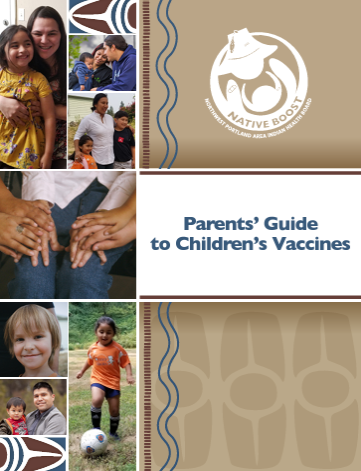 NATIVE BOOST
NORTHWEST PORTLAND AREA INDIAN HEALTH BOARD
Parents’ Guide
to Children’s Vaccines